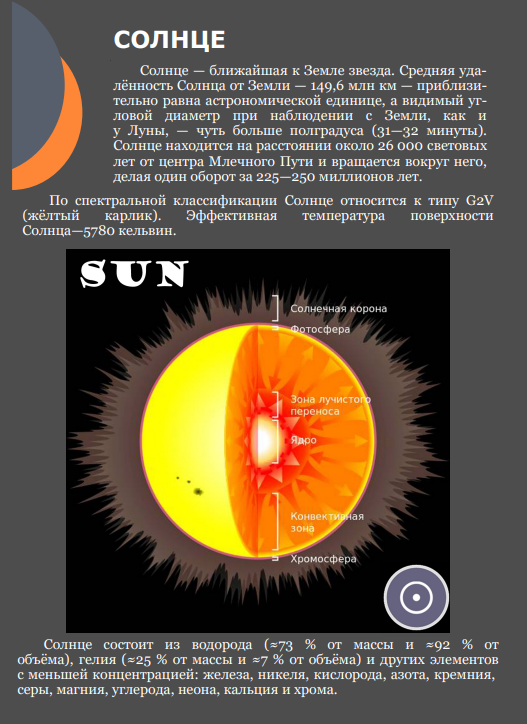 СОЛНЦЕ
Солнце — ближайшая к Земле звезда. Средняя уда-
лённость Солнца от Земли — 149,6 млн км — приблизи-
тельно равна астрономической единице, а видимый уг-
ловой диаметр при наблюдении с Земли, как и
у Луны, — чуть больше полградуса (31—32 минуты).
Солнце находится на расстоянии около 26 000 световых
лет от центра Млечного Пути и вращается вокруг него,
делая один оборот за 225—250 миллионов лет.
По спектральной классификации Солнце относится к типу G2V
(жёлтый карлик). Эффективная температура поверхности
Солнца—5780 кельвин.
SUN
Солнечная корона
Фотосфера
Зона лучистого
переноса
Ядро
Конвективная
зона
Хромосфера
Солнце состоит из водорода (≈73 % от массы и ≈92 % от
объёма), гелия (≈25 % от массы и ≈7 % от объёма) и других элементов
с меньшей концентрацией: железа, никеля, кислорода, азота, кремния,
серы, магния, углерода, неона, кальция и хрома.